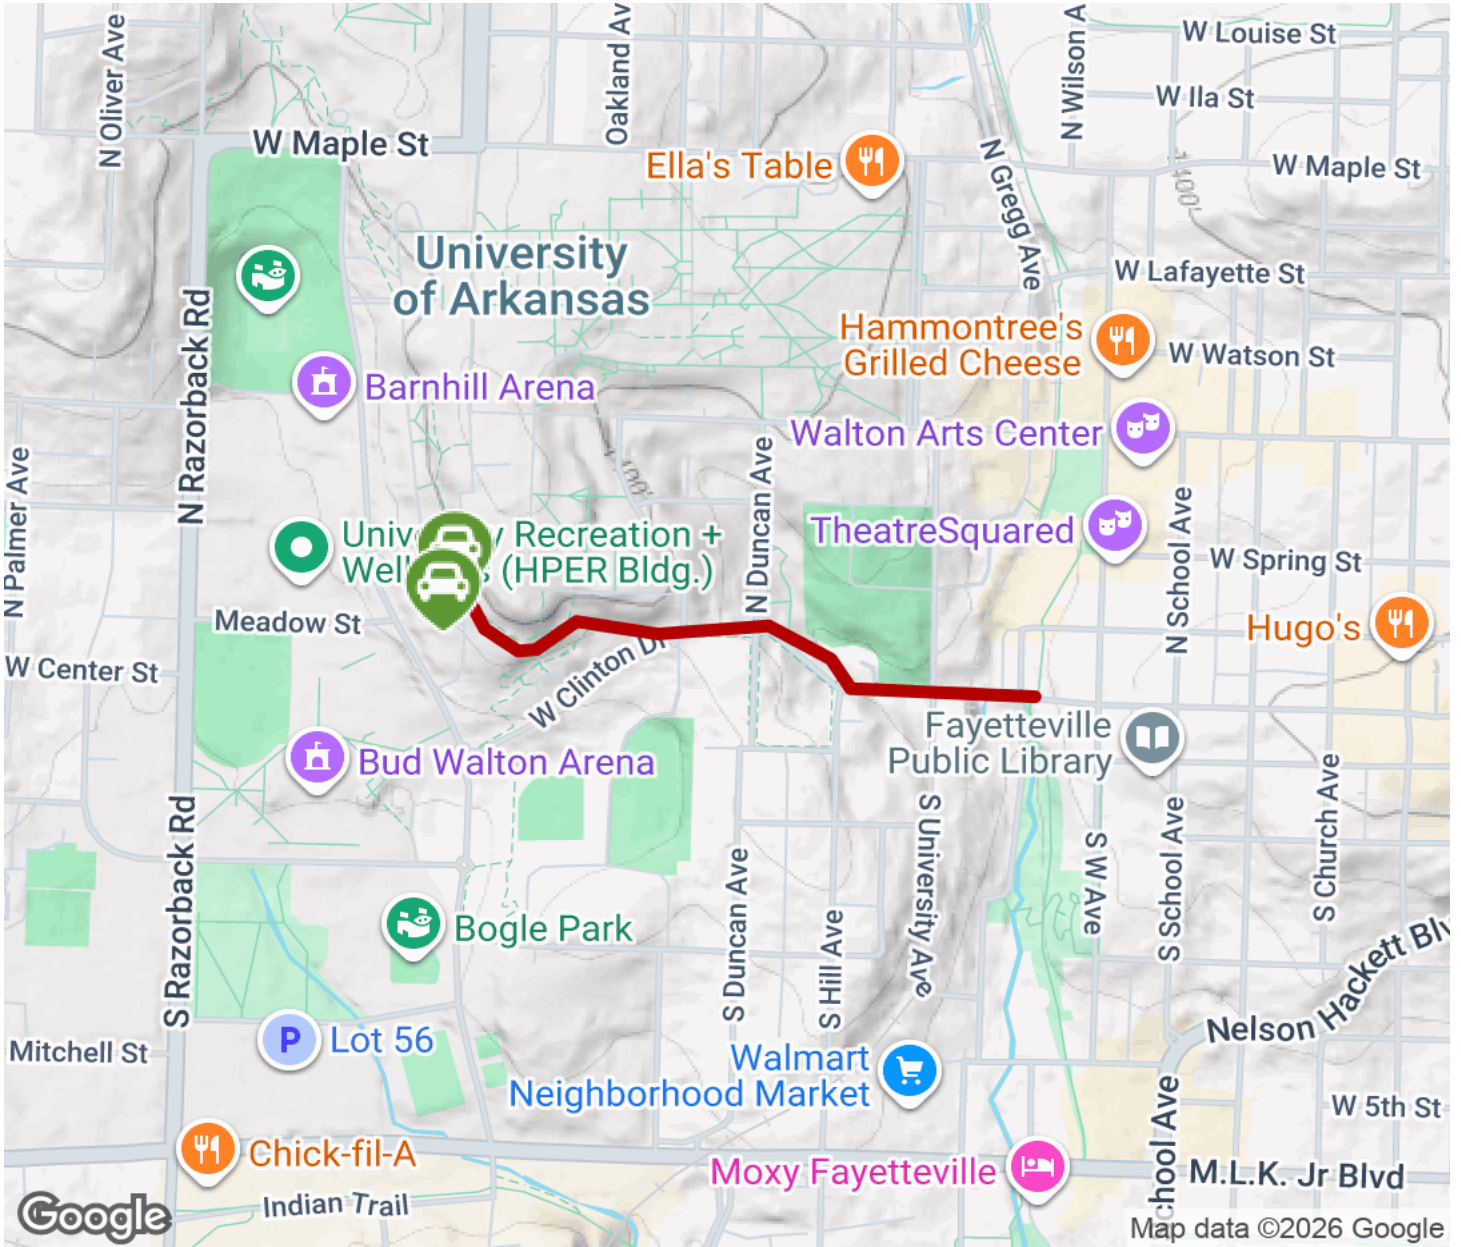 N Oliver Ave
Oakland Av
N Wilson A
W Louise St
W Ila St
W Maple St
W Maple St
Ella's Table
N Gregg Ave
1400'
University
of Arkansas
W Lafayette St
Hammontree's
Grilled Cheese
W Watson St
N Razorback Rd
Barnhill Arena
Walton Arts Center
N Palmer Ave
1,400'
N Duncan Ave
TheatreSquared
N School Ave
W Spring St
Recreation +
(HPER Bldg.)
Meadow St
Hugo's
W Center St
W Clinton Dr
Fayetteville
Public Library
Bud Walton Arena
S Razorback Rd
S University Ave
S Church Ave
S W Ave
S School Ave
S Duncan Ave
S Hill Ave
Bogle Park
Nelson Hackett Blv
Lot 56
P
Mitchell St
Walmart
Neighborhood Market
W 5th St
Chick-fil-A
Moxy Fayetteville
chool Ave
M.L.K. Jr Blvd
Indian Trail
Google
Map data ©2026 Google